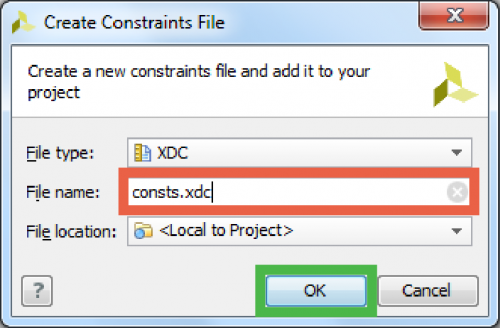 Create Constraints File
Create a new constraints file and add it to your
project
File type: XDC
File name: consts.xdc
File location: <Local to Project>
? OK Cancel